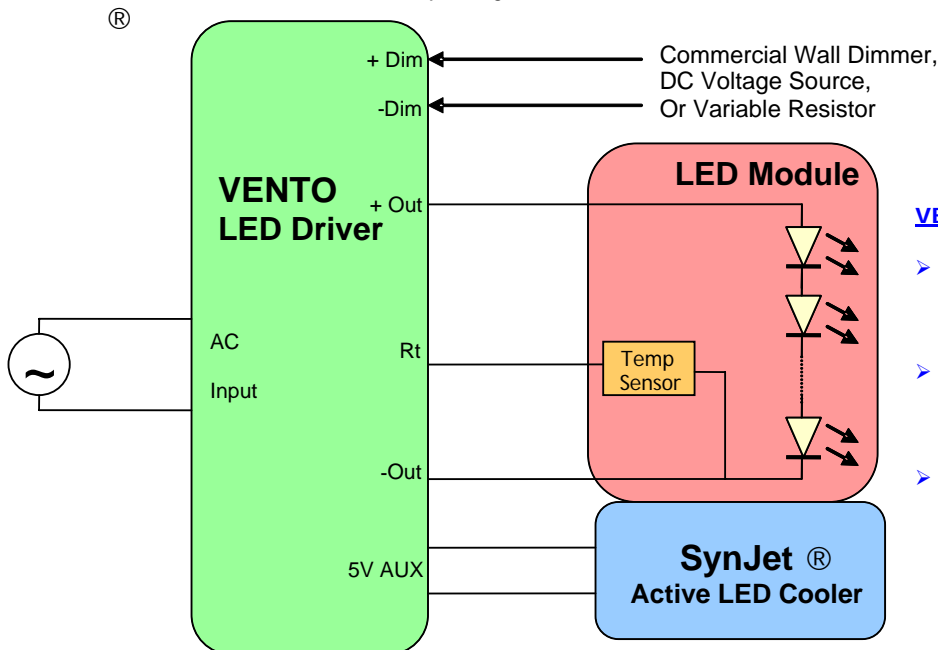 ®
+ Dim
Commercial Wall Dimmer,
DC Voltage Source,
-Dim
Or Variable Resistor
LED Module
VENTO
+ Out
LED Driver
VE
AC
Rt
Temp
Sensor
Input
-Out
SynJet ®
5V AUX
Active LED Cooler
~